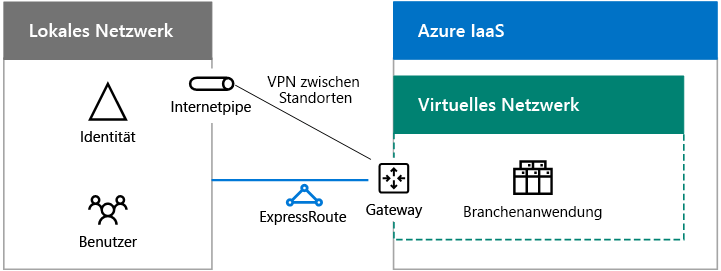 Lokales Netzwerk
Identität
Benutzer
Internetpipe
VPN zwischen
Standorten
ExpressRoute
Gateway
Azure IaaS
Virtuelles Netzwerk
Branchenanwendung